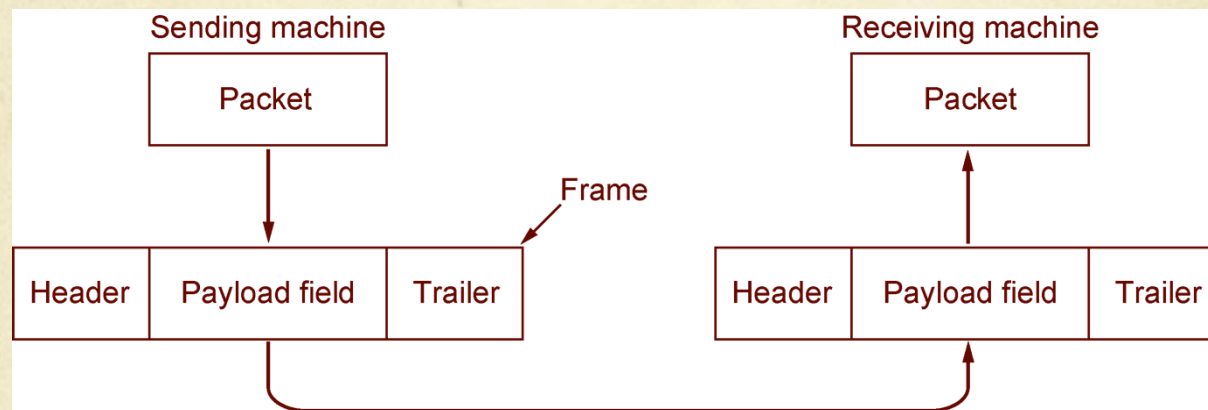 Sending machine
Receiving machine
Packet
Packet
Frame
Header Payload field Trailer
Header Payload field Trailer